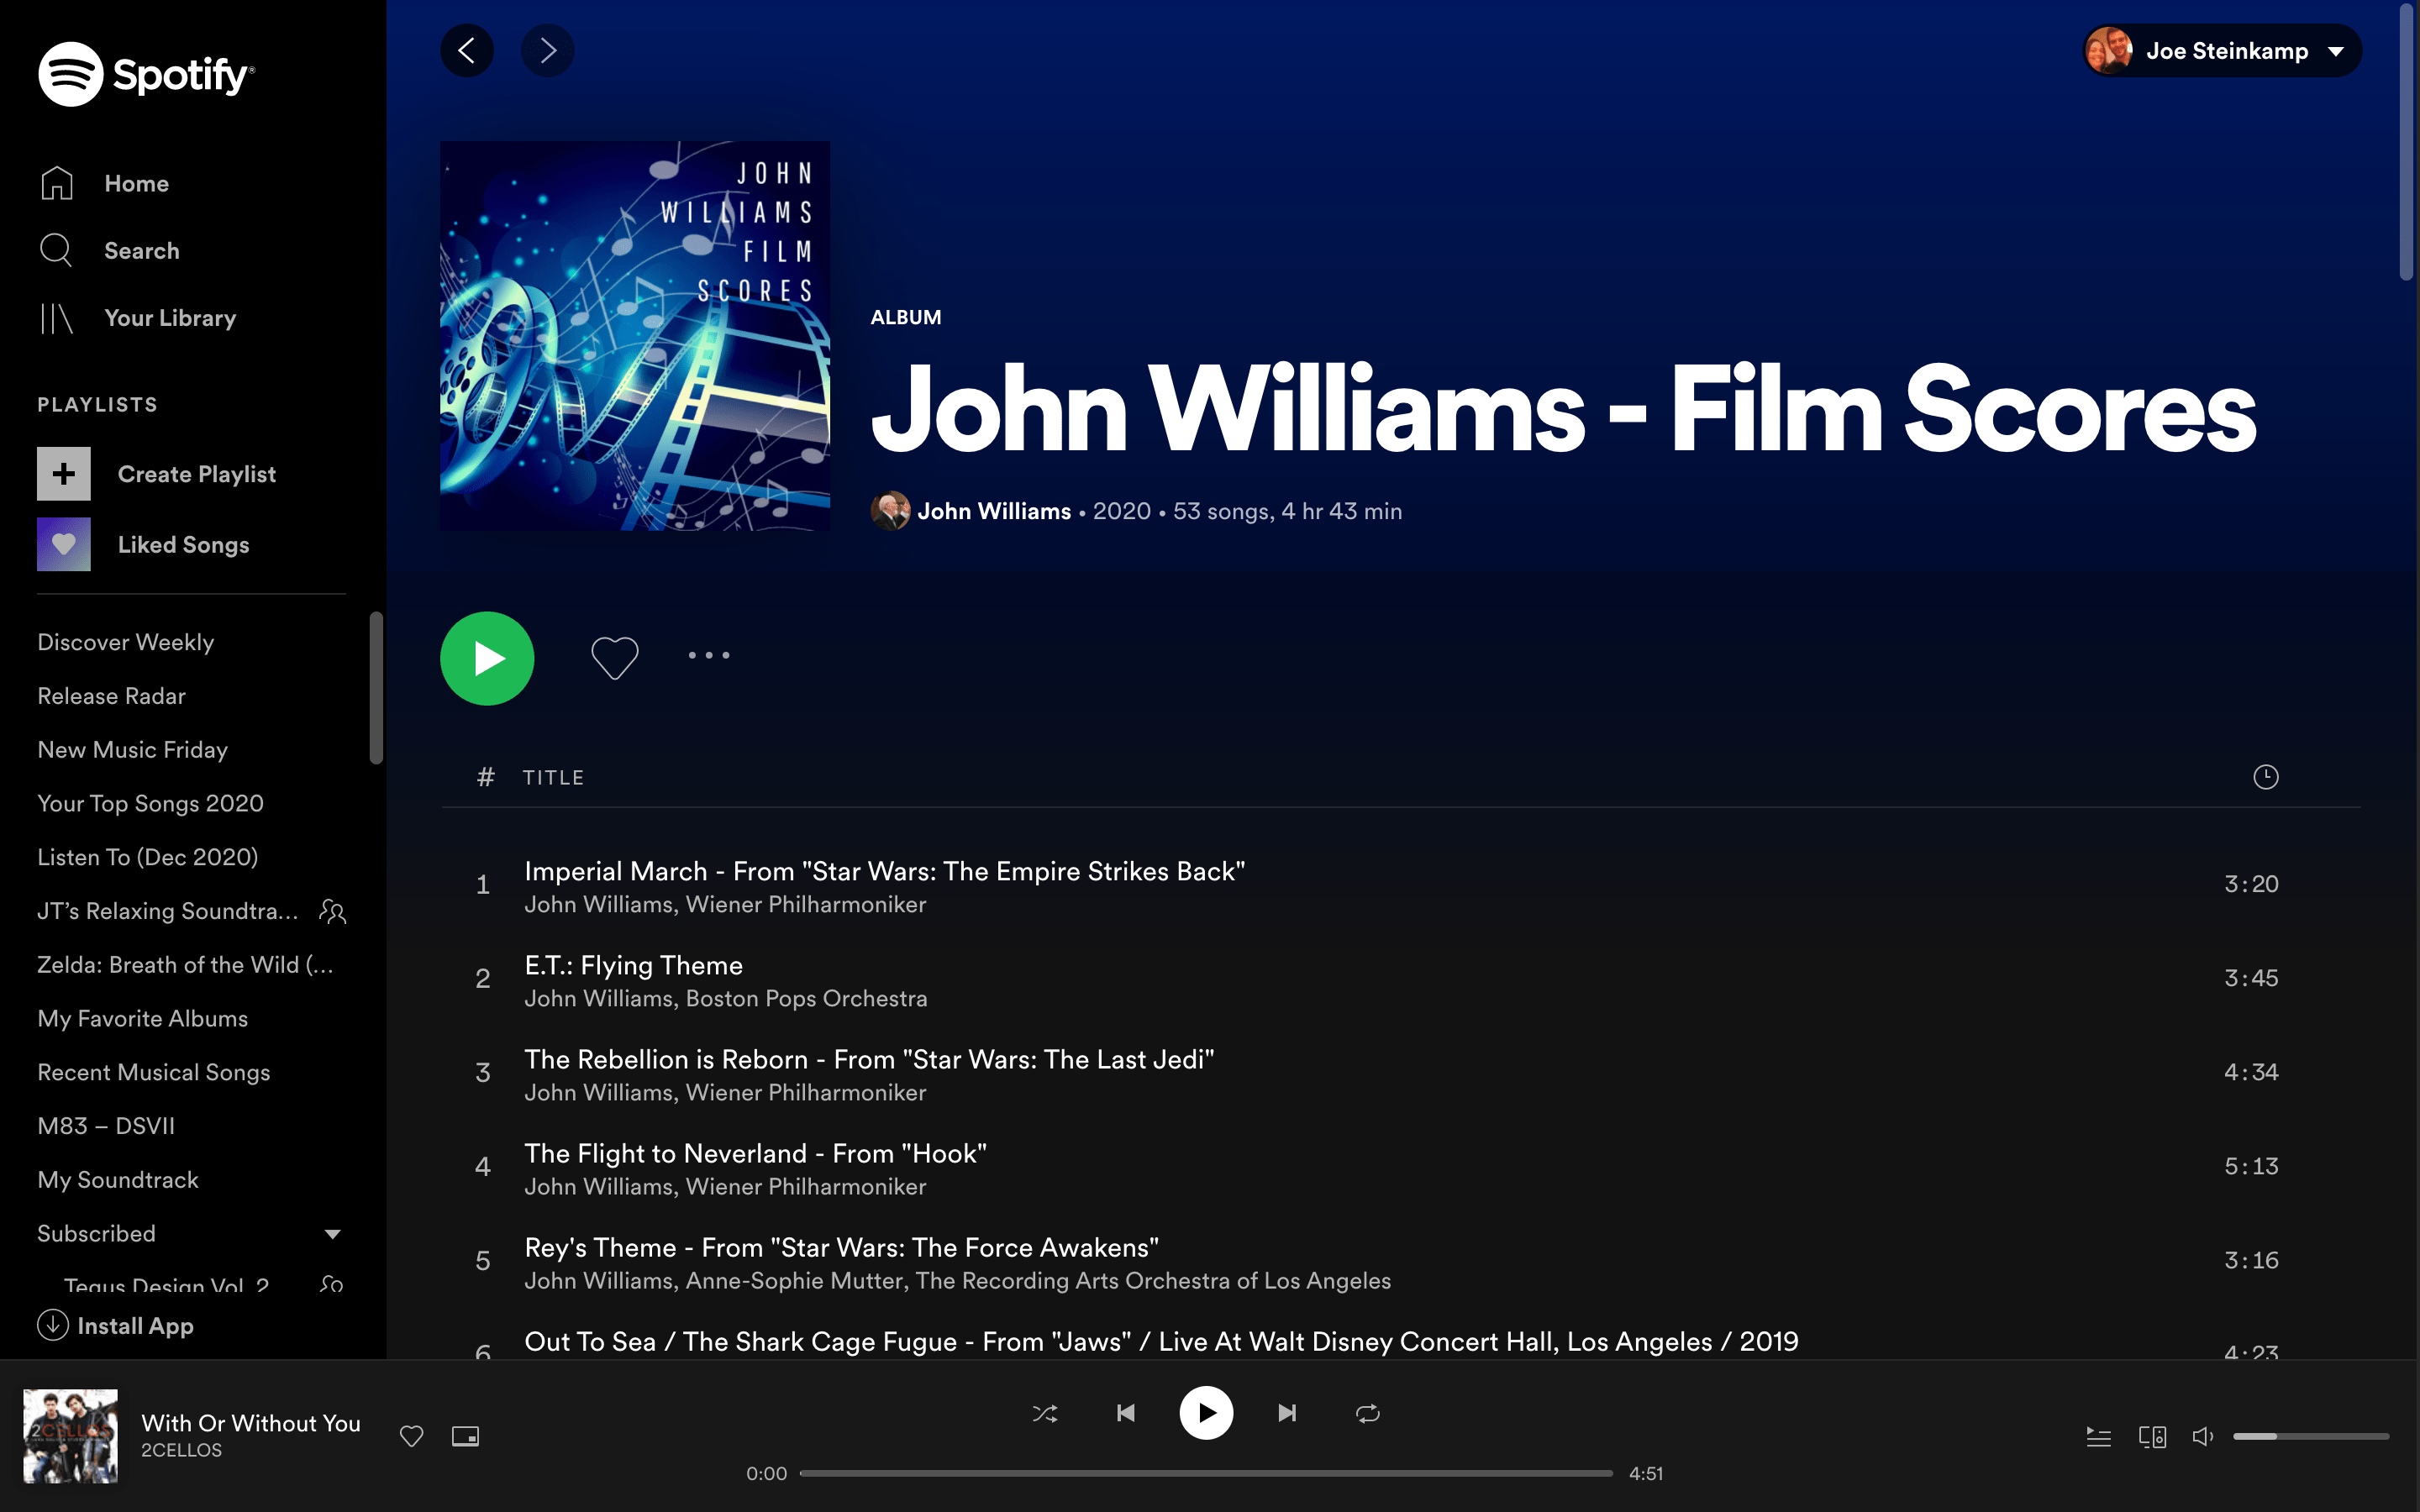 Spotify®
Home
Search
Your Library
PLAYLISTS
Create Playlist
Liked Songs
Discover Weekly
Release Radar
New Music Friday
Your Top Songs 2020
Listen To (Dec 2020)
JT’s Relaxing Soundtra...
Zelda: Breath of the Wild (...
My Favorite Albums
Recent Musical Songs
M83 – DSVII
My Soundtrack
Subscribed
Tegus Design Vol. 2
Install App
Joe Steinkamp
JOHN
WILLIAMS
FILM
SCORES
ALBUM
John Williams - Film Scores
John Williams • 2020 • 53 songs, 4 hr 43 min
# TITLE
1 Imperial March - From "Star Wars: The Empire Strikes Back" 3:20
John Williams, Wiener Philharmoniker
2 E.T.: Flying Theme 3:45
John Williams, Boston Pops Orchestra
3 The Rebellion is Reborn - From "Star Wars: The Last Jedi" 4:34
John Williams, Wiener Philharmoniker
4 The Flight to Neverland - From "Hook" 5:13
John Williams, Wiener Philharmoniker
5 Rey's Theme - From "Star Wars: The Force Awakens" 3:16
John Williams, Anne-Sophie Mutter, The Recording Arts Orchestra of Los Angeles
6 Out To Sea / The Shark Cage Fugue - From "Jaws" / Live At Walt Disney Concert Hall, Los Angeles / 2019 4:23
2CELLOS
With Or Without You
2CELLOS
0:00 4:51